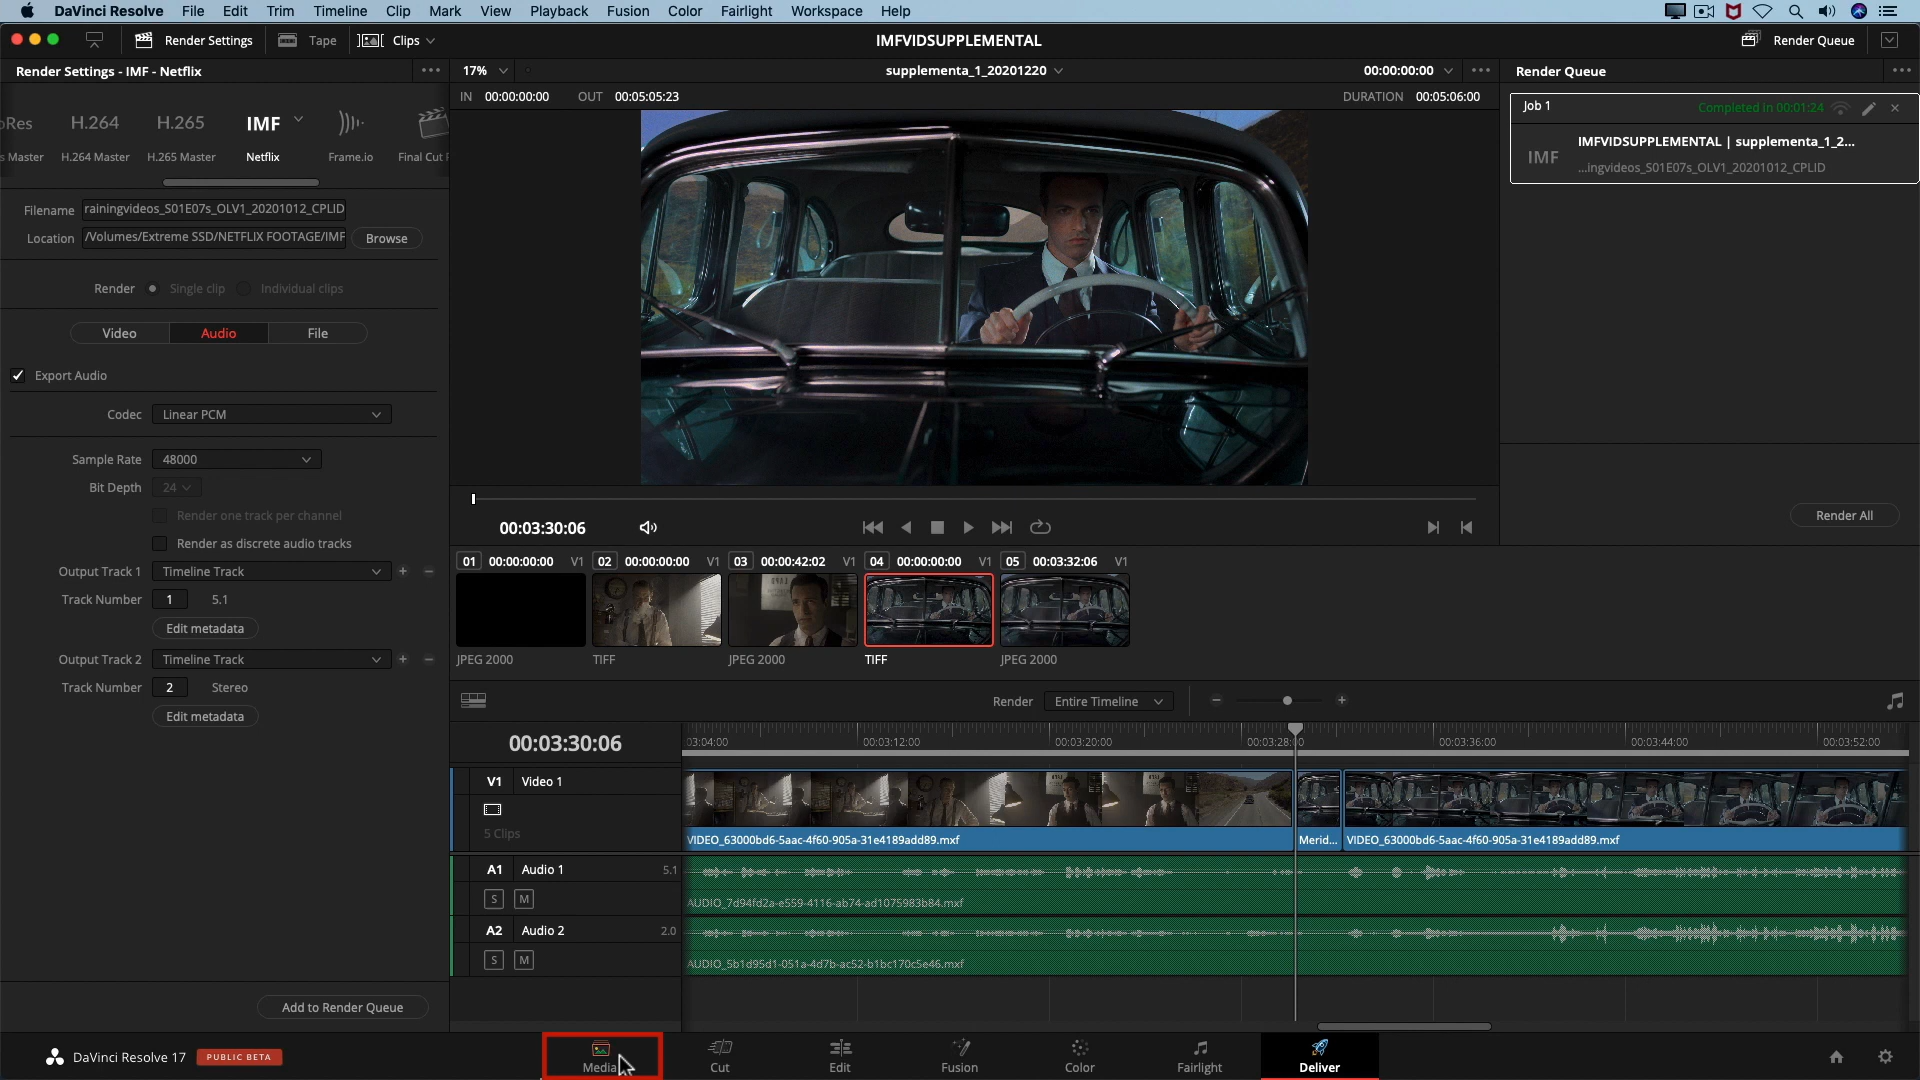 DaVinci Resolve File Edit Trim Timeline Clip Mark View Playback Fusion Color Fairlight Workspace Help
Render Settings Tape Clips IMFVIDSUPPLEMENTAL Render Queue
Render Settings - IMF - Netflix 17% supplementa_1_20201220 00:00:00:00 Render Queue
IN 00:00:00:00 OUT 00:05:05:23 DURATION 00:05:06:00
Job 1 Completed in 00:01:24
oRes H.264 H.265 IMF
s Master H.264 Master H.265 Master Netflix Frame.io Final Cut P
IMFVIDSUPPLEMENTAL | supplementa_1_2...
IMF ...ingvideos_S01E07s_OLV1_20201012_CPLID
Filename rainingvideos_S01E07s_OLV1_20201012_CPLID
Location /Volumes/Extreme SSD/NETFLIX FOOTAGE/IMF Browse
Render Single clip Individual clips
Video Audio File
Export Audio
Codec Linear PCM
Sample Rate 48000
Bit Depth 24
Render one track per channel
Render as discrete audio tracks
Output Track 1 Timeline Track
Track Number 1 5.1
Edit metadata
Output Track 2 Timeline Track
Track Number 2 Stereo
Edit metadata
Add to Render Queue
Render All
00:03:30:06
01 00:00:00:00 V1 02 00:00:00:00 V1 03 00:00:42:02 V1 04 00:00:00:00 V1 05 00:03:32:06 V1
JPEG 2000 TIFF JPEG 2000 TIFF JPEG 2000
Render Entire Timeline
00:03:30:06 03:04:00 00:03:12:00 00:03:20:00 00:03:28:00 00:03:36:00 00:03:44:00 00:03:52:00
V1 Video 1
5 Clips
VIDEO_63000bd6-5aac-4f60-905a-31e4189add89.mxf Merid... VIDEO_63000bd6-5aac-4f60-905a-31e4189add89.mxf
A1 Audio 1 5.1
S M AUDIO_7d94fd2a-e559-4116-ab74-ad1075983b84.mxf
A2 Audio 2 2.0
S M AUDIO_5b1d95d1-051a-4d7b-ac52-b1bc170c5e46.mxf
DaVinci Resolve 17 PUBLIC BETA
Media Cut Edit Fusion Color Fairlight Deliver